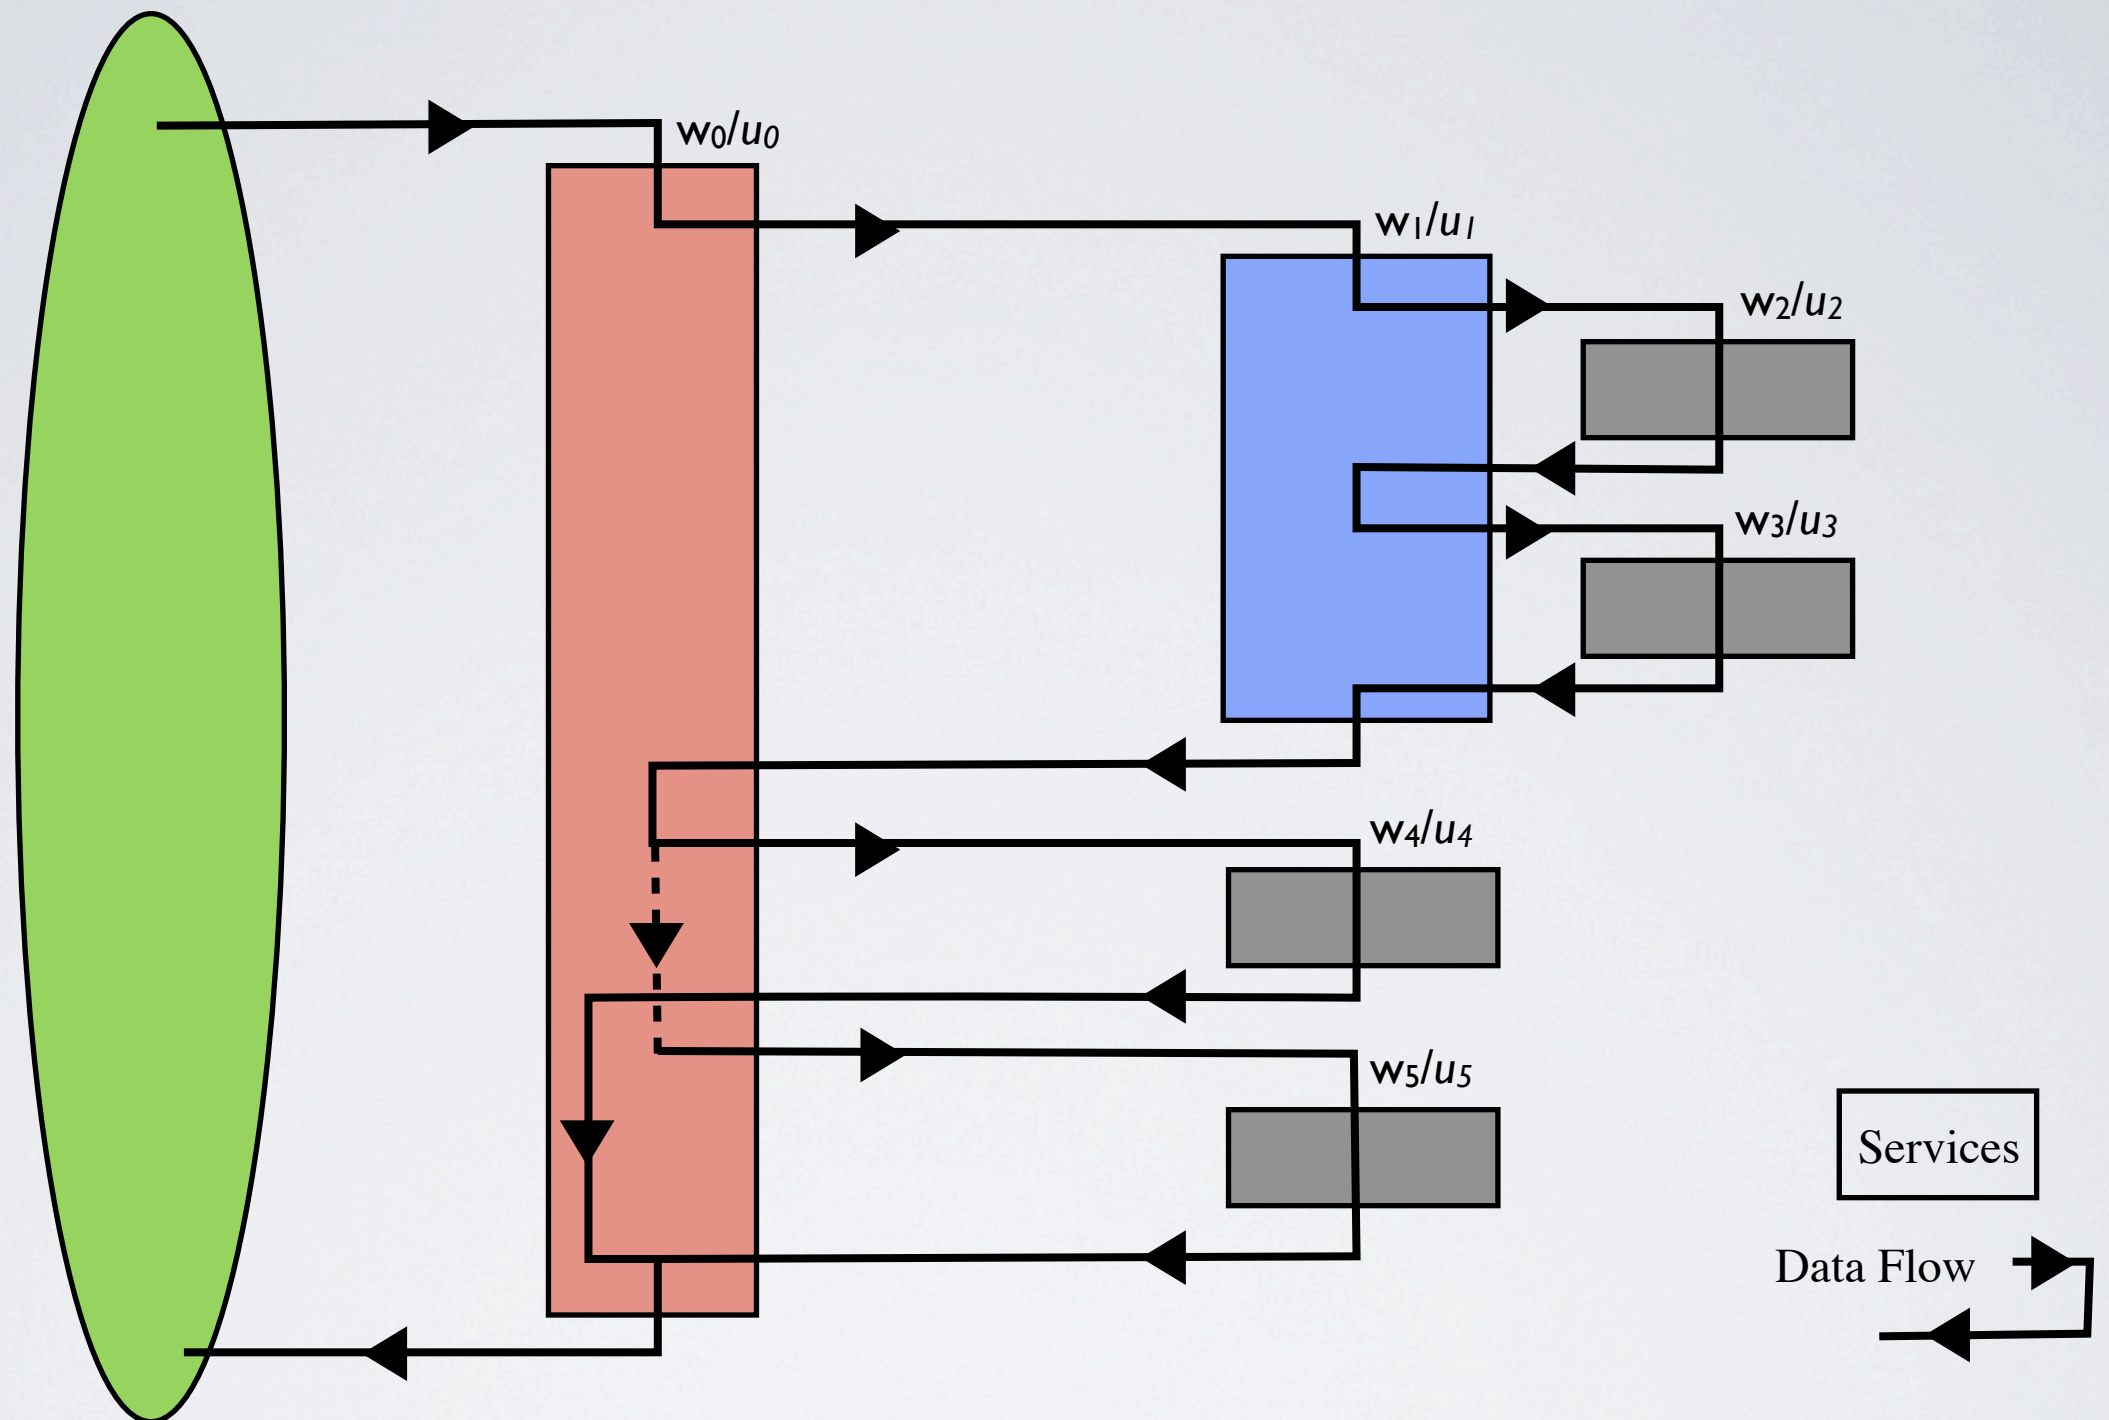 w₀/u₀
w₁/u₁
w₂/u₂
w₃/u₃
w₄/u₄
w₅/u₅
Services
Data Flow